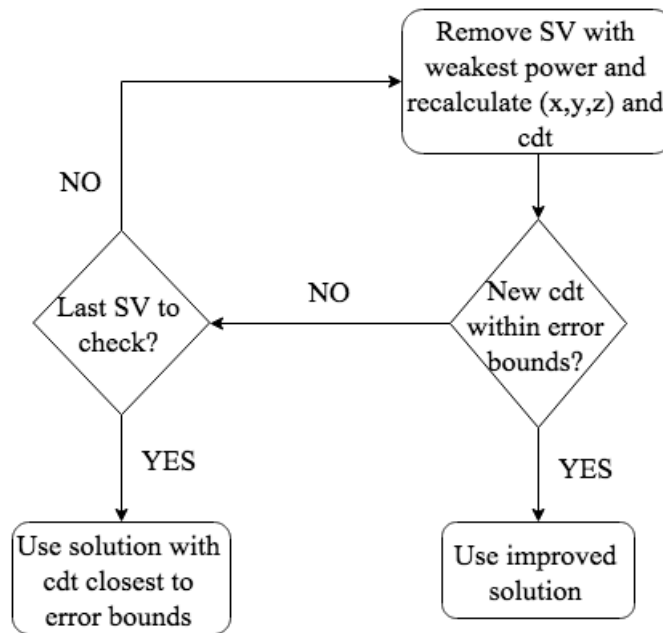 Remove SV with
weakest power and
recalculate (x,y,z) and
cdt
NO
NO
Last SV to
check?
New cdt
within error
bounds?
YES
YES
Use solution with
cdt closest to
error bounds
Use improved
solution